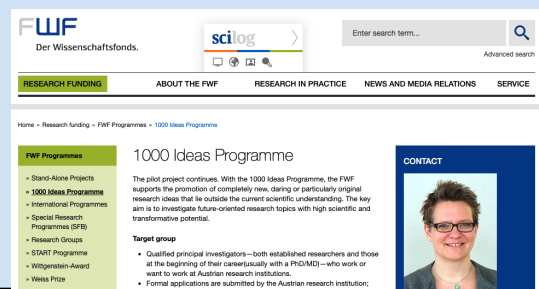 FWF
Der Wissenschaftsfonds.
scilog
Enter search term...
Advanced search
RESEARCH FUNDING
ABOUT THE FWF
RESEARCH IN PRACTICE
NEWS AND MEDIA RELATIONS
SERVICE
Home » Research funding » FWF Programmes » 1000 Ideas Programme
FWF Programmes
» Stand-Alone Projects
» 1000 Ideas Programme
» International Programmes
» Special Research
Programmes (SFB)
» Research Groups
» START Programme
» Wittgenstein-Award
» Weiss Prize
1000 Ideas Programme
The pilot project continues. With the 1000 Ideas Programme, the FWF
supports the promotion of completely new, daring or particularly original
research ideas that lie outside the current scientific understanding. The key
aim is to investigate future-oriented research topics with high scientific and
transformative potential.
Target group
• Qualified principal investigators—both established researchers and those
at the beginning of their career(usually with a PhD/MD)—who work or
want to work at Austrian research institutions.
• Formal applications are submitted by the Austrian research institution;
CONTACT